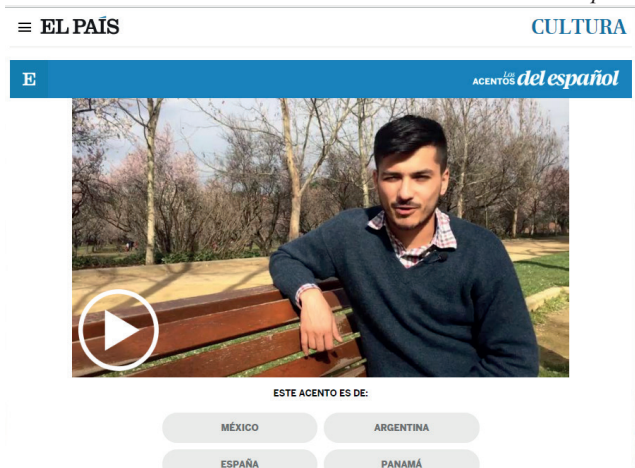 EL PAÍS
CULTURA
E
Los
ACENTOS del español
ESTE ACENTO ES DE:
MÉXICO
ARGENTINA
ESPAÑA
PANAMÁ